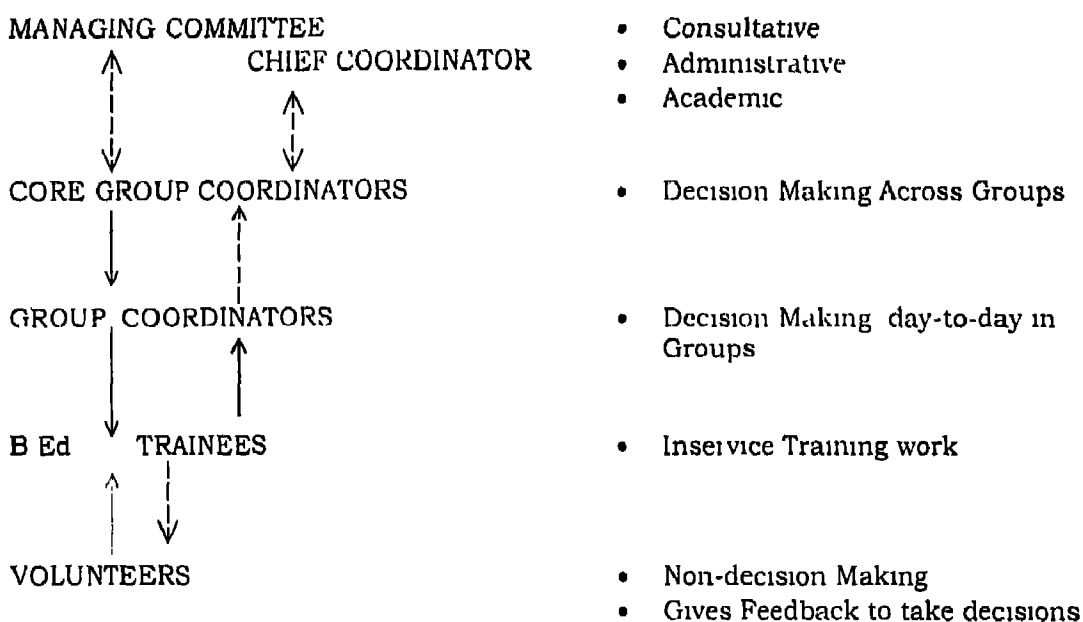 MANAGING COMMITTEE
CHIEF COORDINATOR
• Consultative
• Administrative
• Academic
CORE GROUP COORDINATORS
• Decision Making Across Groups
GROUP COORDINATORS
• Decision Making day-to-day in
Groups
B Ed TRAINEES
• Inservice Training work
VOLUNTEERS
• Non-decision Making
• Gives Feedback to take decisions